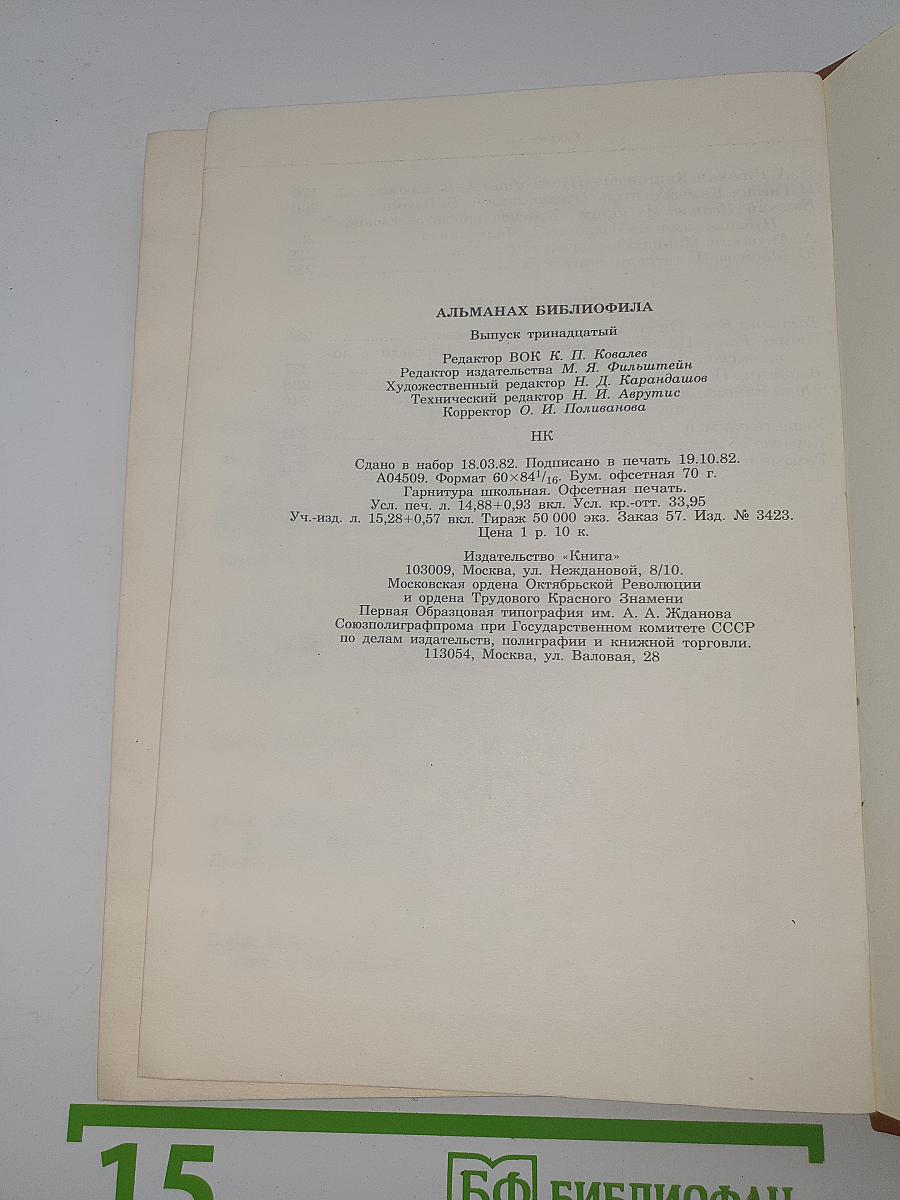 АЛЬМАНАХ БИБЛИОФИЛА
Выпуск тринадцатый
Редактор ВОК К. П. Ковалев
Редактор издательства М. Я. Фильштейн
Художественный редактор Н. Д. Карандашов
Технический редактор Н. И. Аврутис
Корректор О. И. Поливанова
НК
Сдано в набор 18.03.82. Подписано в печать 19.10.82.
А04509. Формат 60×84¹/₁₆. Бум. офсетная 70 г.
Гарнитура школьная. Офсетная печать.
Усл. печ. л. 14,88+0,93 вкл. Усл. кр.-отт. 33,95
Уч.-изд. л. 15,28+0,57 вкл. Тираж 50 000 экз. Заказ 57. Изд. № 3423.
Цена 1 р. 10 к.
Издательство «Книга»
103009, Москва, ул. Неждановой, 8/10.
Московская ордена Октябрьской Революции
и ордена Трудового Красного Знамени
Первая Образцовая типография им. А. А. Жданова
Союзполиграфпрома при Государственном комитете СССР
по делам издательств, полиграфии и книжной торговли.
113054, Москва, ул. Валовая, 28
15
БФ БИБЛИОФАН